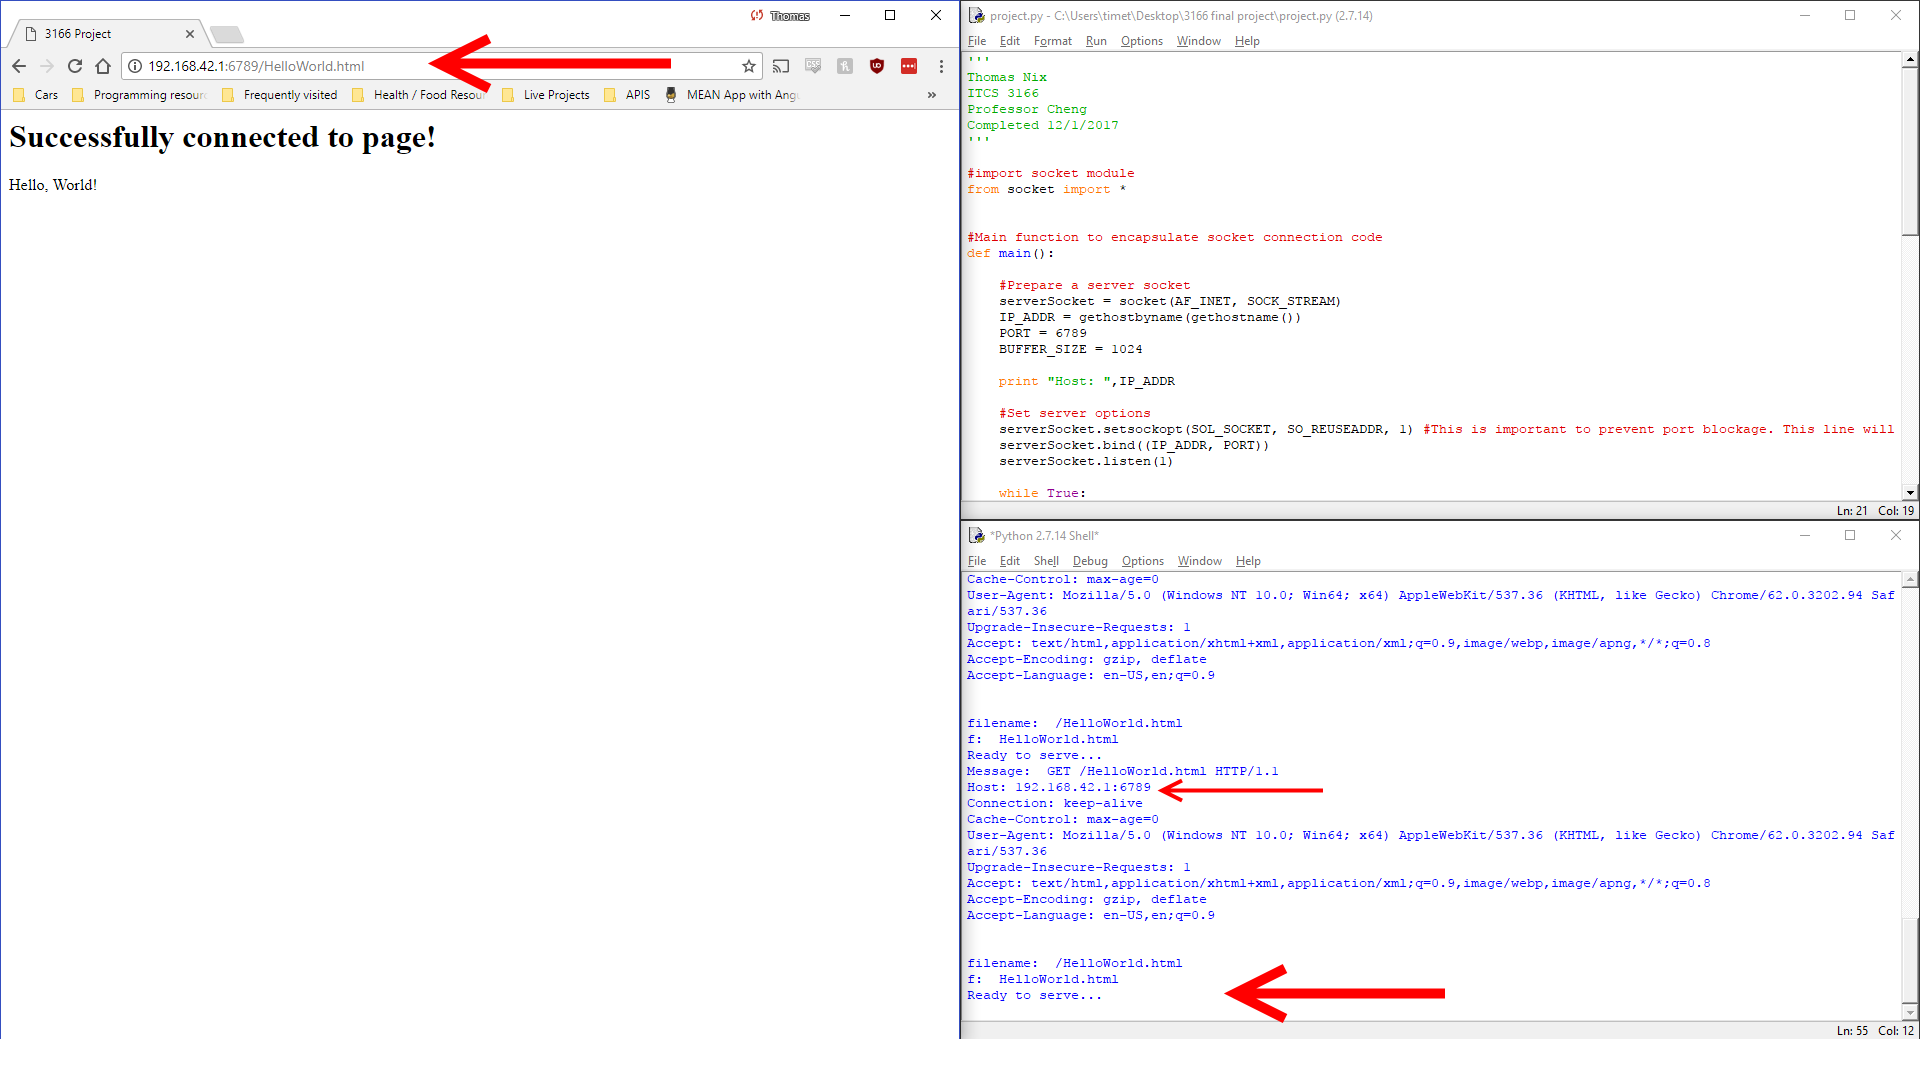 Thomas
3166 Project
192.168.42.1:6789/HelloWorld.html
Cars
Programming resour
Frequently visited
Health / Food Resou
Live Projects
APIS
MEAN App with Angu
»
Successfully connected to page!
Hello, World!
project.py - C:\Users\timet\Desktop\3166 final project\project.py (2.7.14)
File Edit Format Run Options Window Help
'''
Thomas Nix
ITCS 3166
Professor Cheng
Completed 12/1/2017
'''
#import socket module
from socket import *
#Main function to encapsulate socket connection code
def main():
#Prepare a server socket
serverSocket = socket(AF_INET, SOCK_STREAM)
IP_ADDR = gethostbyname(gethostname())
PORT = 6789
BUFFER_SIZE = 1024
print "Host: ",IP_ADDR
#Set server options
serverSocket.setsockopt(SOL_SOCKET, SO_REUSEADDR, 1) #This is important to prevent port blockage. This line will
serverSocket.bind((IP_ADDR, PORT))
serverSocket.listen(1)
while True:
Ln: 21 Col: 19
*Python 2.7.14 Shell*
File Edit Shell Debug Options Window Help
Cache-Control: max-age=0
User-Agent: Mozilla/5.0 (Windows NT 10.0; Win64; x64) AppleWebKit/537.36 (KHTML, like Gecko) Chrome/62.0.3202.94 Saf
ari/537.36
Upgrade-Insecure-Requests: 1
Accept: text/html,application/xhtml+xml,application/xml;q=0.9,image/webp,image/apng,*/*;q=0.8
Accept-Encoding: gzip, deflate
Accept-Language: en-US,en;q=0.9
filename:  /HelloWorld.html
f:  HelloWorld.html
Ready to serve...
Message:  GET /HelloWorld.html HTTP/1.1
Host: 192.168.42.1:6789
Connection: keep-alive
Cache-Control: max-age=0
User-Agent: Mozilla/5.0 (Windows NT 10.0; Win64; x64) AppleWebKit/537.36 (KHTML, like Gecko) Chrome/62.0.3202.94 Saf
ari/537.36
Upgrade-Insecure-Requests: 1
Accept: text/html,application/xhtml+xml,application/xml;q=0.9,image/webp,image/apng,*/*;q=0.8
Accept-Encoding: gzip, deflate
Accept-Language: en-US,en;q=0.9
filename:  /HelloWorld.html
f:  HelloWorld.html
Ready to serve...
Ln: 55 Col: 12